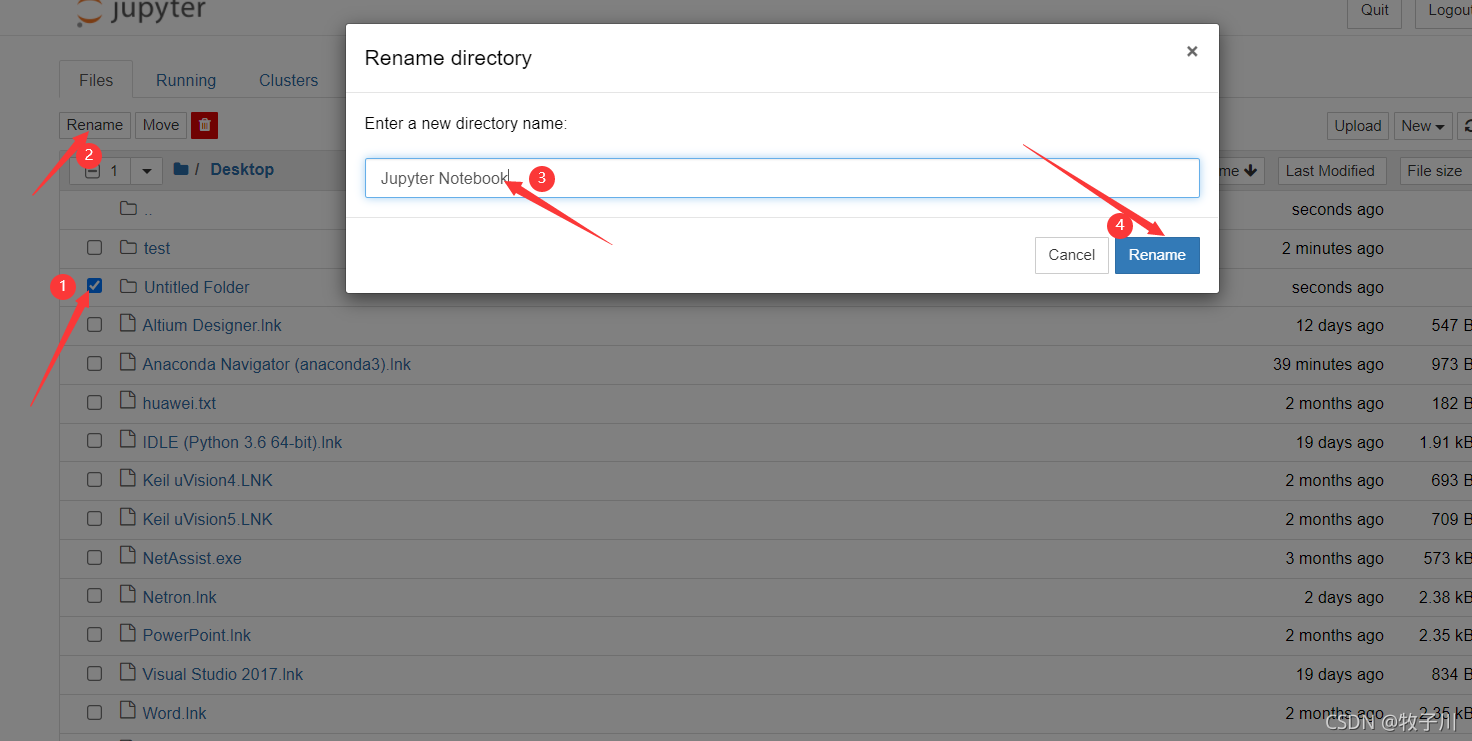 jupyter
Quit
Logout
Rename directory
×
Files
Running
Clusters
Enter a new directory name:
Rename
Move
Upload
New
2
1
/
Desktop
Jupyter Notebook
3
me
Last Modified
File size
..
seconds ago
4
Cancel
Rename
test
2 minutes ago
1
Untitled Folder
seconds ago
Altium Designer.lnk
12 days ago
547 B
Anaconda Navigator (anaconda3).lnk
39 minutes ago
973 B
huawei.txt
2 months ago
182 B
IDLE (Python 3.6 64-bit).lnk
19 days ago
1.91 kB
Keil uVision4.LNK
2 months ago
693 B
Keil uVision5.LNK
2 months ago
709 B
NetAssist.exe
3 months ago
573 kB
Netron.lnk
2 days ago
2.38 kB
PowerPoint.lnk
2 months ago
2.35 kB
Visual Studio 2017.lnk
19 days ago
834 B
Word.lnk
2 months ago
2.35 kB
CSDN @牧子川